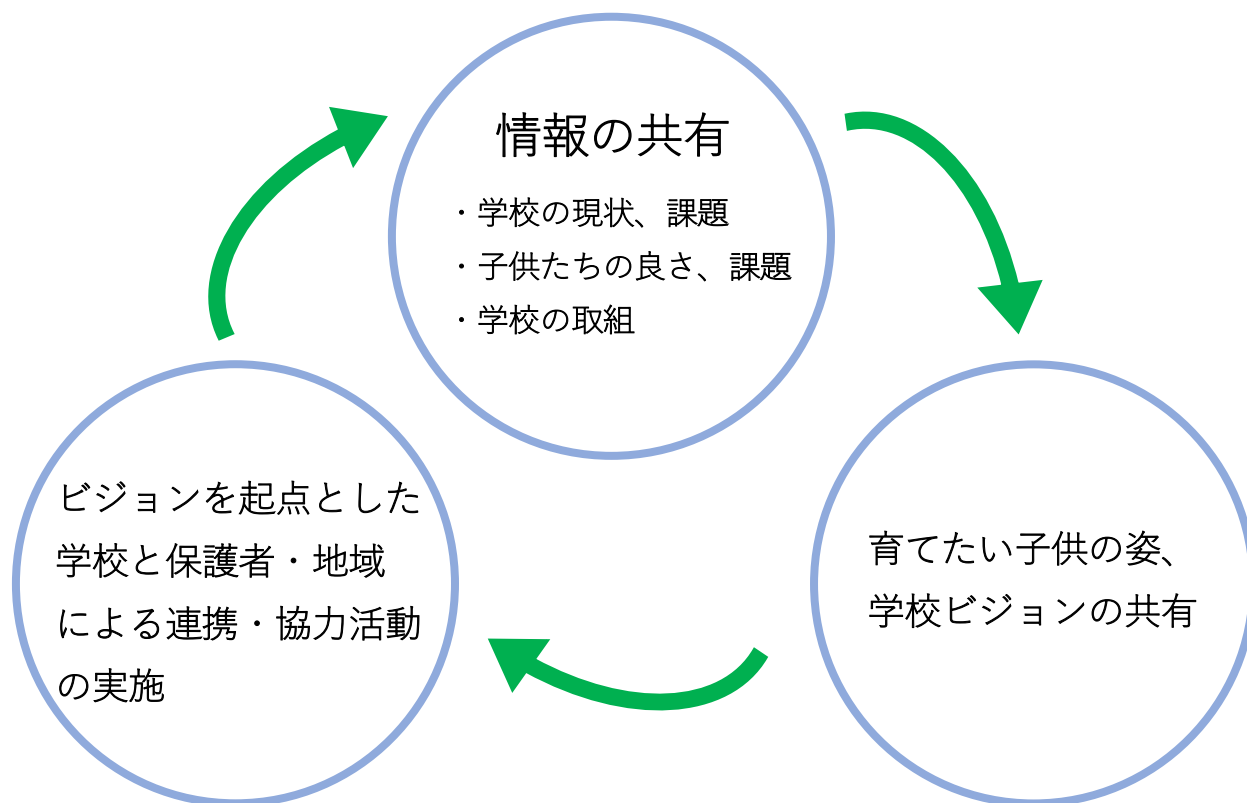 情報の共有
・学校の現状、課題
・子供たちの良さ、課題
・学校の取組
育てたい子供の姿、
学校ビジョンの共有
ビジョンを起点とした
学校と保護者・地域
による連携・協力活動
の実施